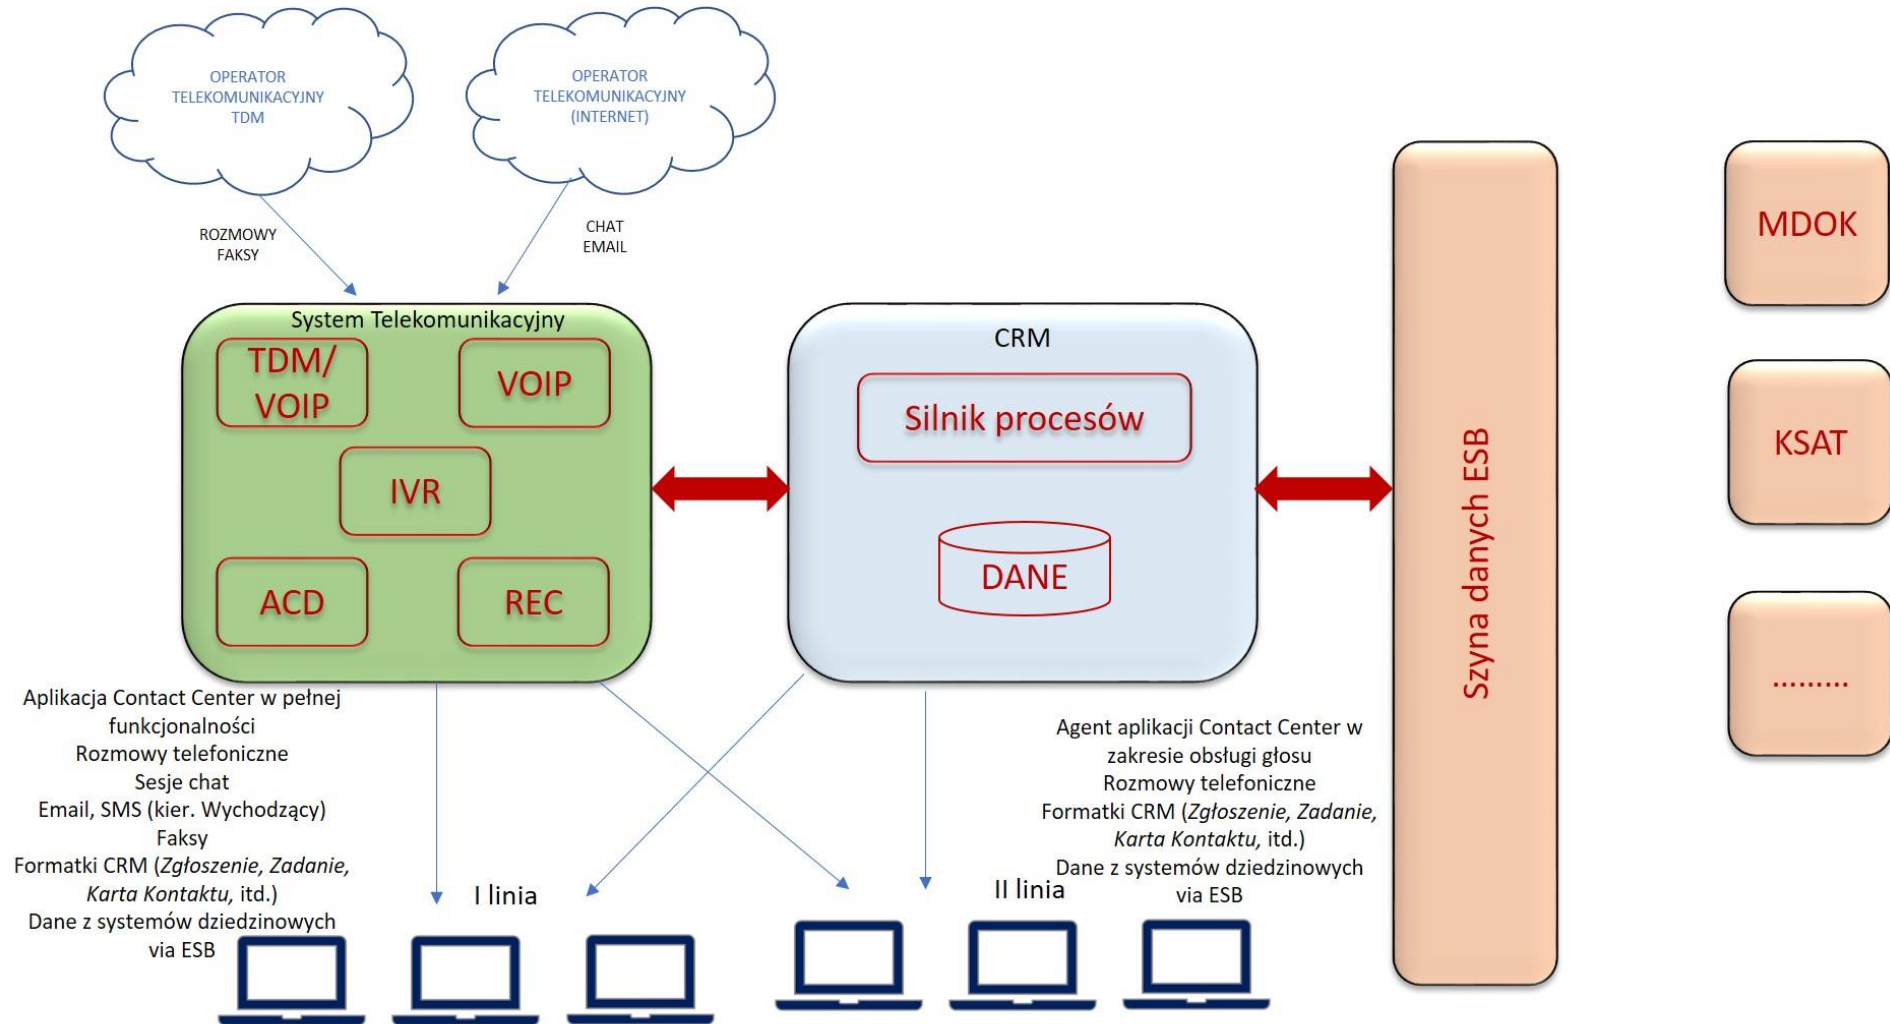 OPERATOR
TELEKOMUNIKACYJNY
TDM
OPERATOR
TELEKOMUNIKACYJNY
(INTERNET)
ROZMOWY
FAKSY
CHAT
EMAIL
System Telekomunikacyjny
TDM/
VOIP
VOIP
IVR
ACD
REC
CRM
Silnik procesów
DANE
Szyna danych ESB
MDOK
KSAT
.........
Aplikacja Contact Center w pełnej
funkcjonalności
Rozmowy telefoniczne
Sesje chat
Email, SMS (kier. Wychodzący)
Faksy
Formatki CRM (Zgłoszenie, Zadanie,
Karta Kontaktu, itd.)
Dane z systemów dziedzinowych
via ESB
I linia
Agent aplikacji Contact Center w
zakresie obsługi głosu
Rozmowy telefoniczne
Formatki CRM (Zgłoszenie, Zadanie,
Karta Kontaktu, itd.)
Dane z systemów dziedzinowych
via ESB
II linia